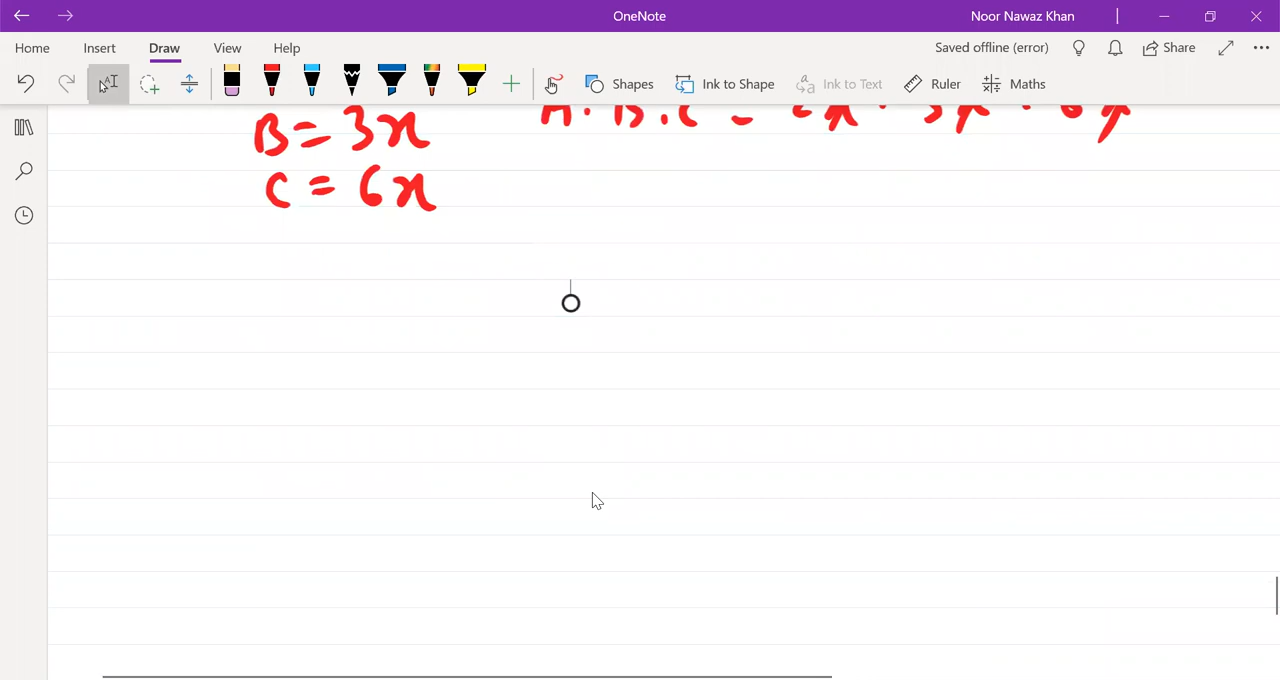 OneNote
Noor Nawaz Khan
Home Insert Draw View Help
Saved offline (error) Share
Shapes Ink to Shape Ink to Text Ruler Maths
A . B . C =
B = 3x
C = 6x